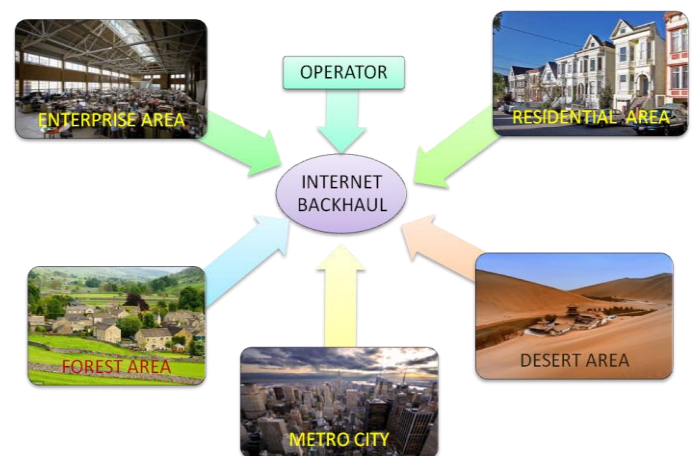 OPERATOR
ENTERPRISE AREA
RESIDENTIAL AREA
INTERNET
BACKHAUL
FOREST AREA
DESERT AREA
METRO CITY